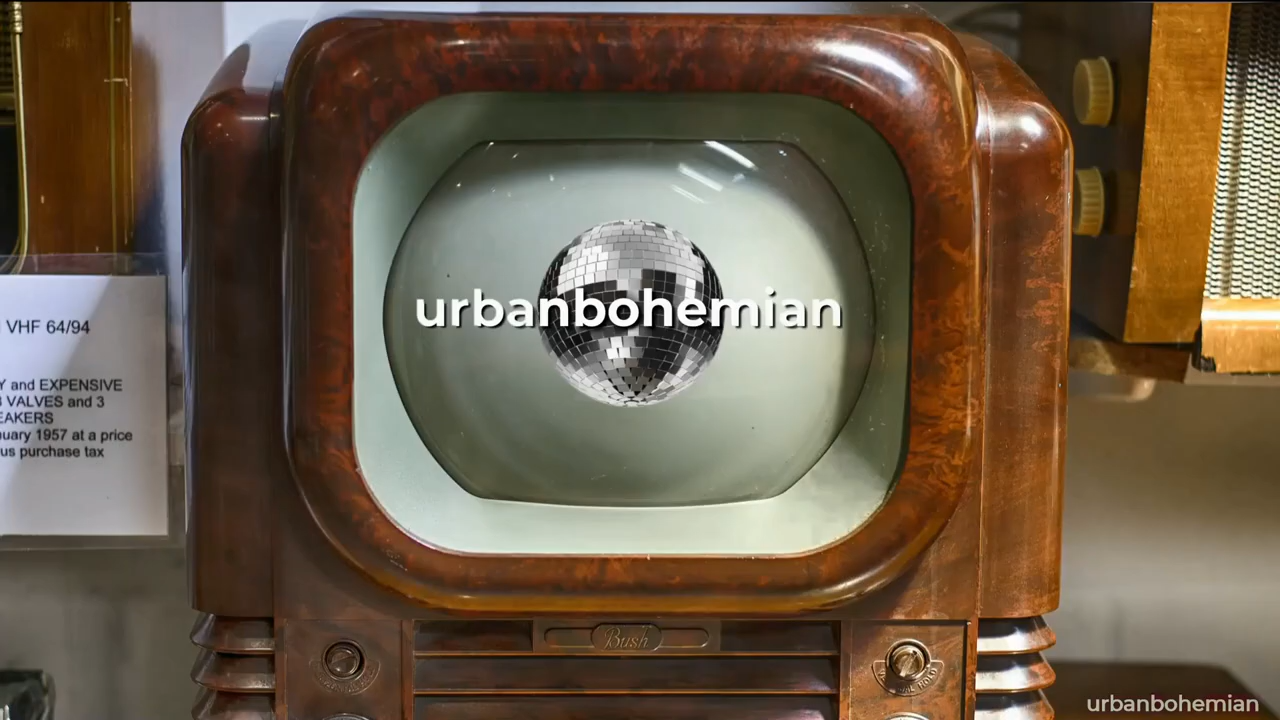 VHF 64/94
Y and EXPENSIVE
VALVES and 3
EAKERS
uary 1957 at a price
us purchase tax
urbanbohemian
Bush
HOLD
urbanbohemian